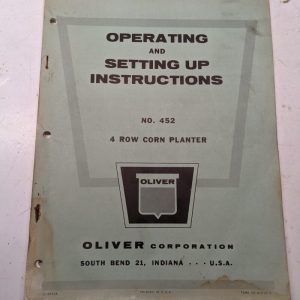 OPERATING
AND
SETTING UP
INSTRUCTIONS
NO. 452
4 ROW CORN PLANTER
OLIVER
OLIVER CORPORATION
SOUTH BEND 21, INDIANA . . . U.S.A.